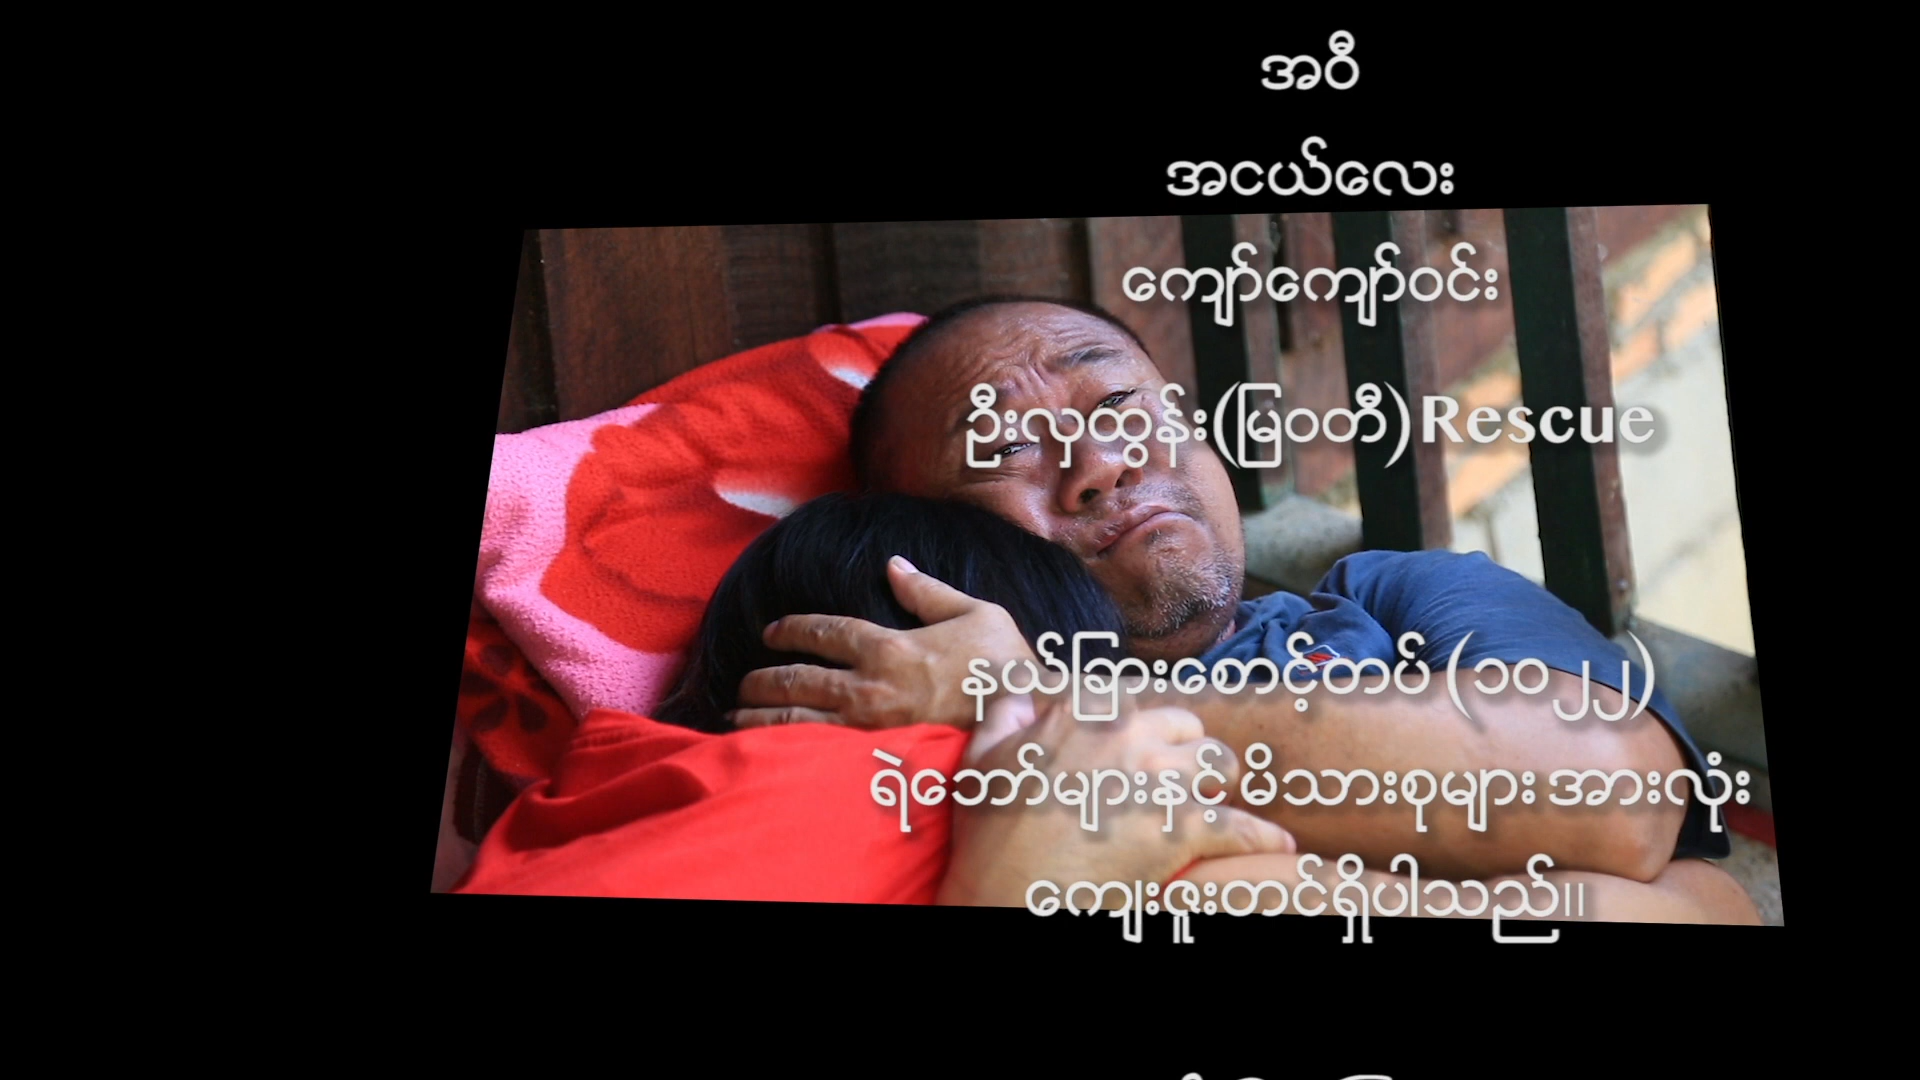 အဝီ
အငယ်လေး
ကျော်ကျော်ဝင်း
ဦးလှထွန်း(မြဝတီ)Rescue
နယ်ခြားစောင့်တပ် (၁၀၂၂)
ရဲဘော်များနှင့် မိသားစုများ အားလုံး
ကျေးဇူးတင်ရှိပါသည်။